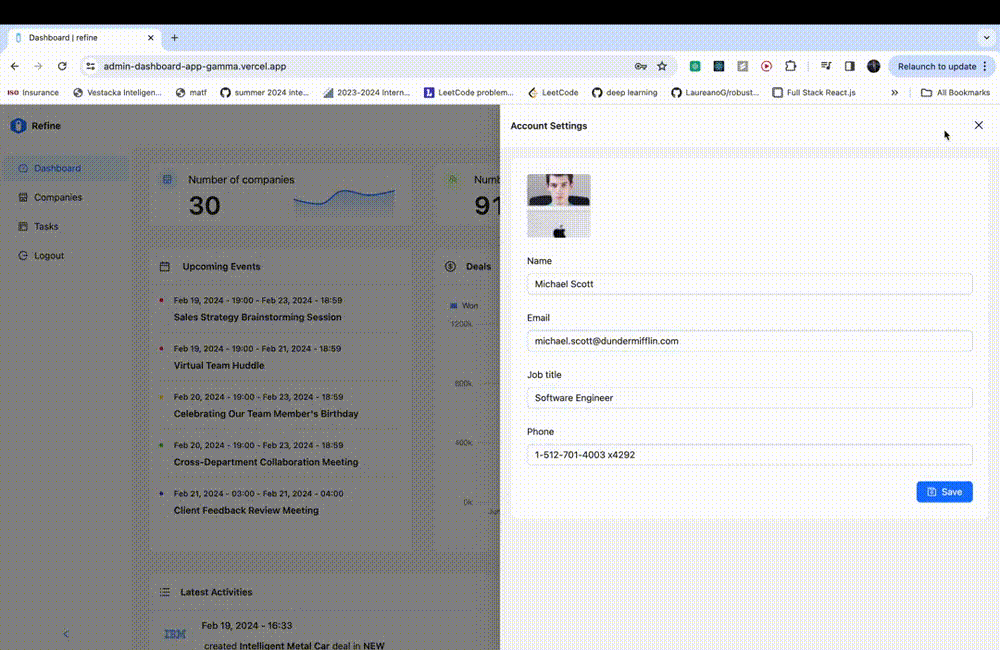 Dashboard | refine
admin-dashboard-app-gamma.vercel.app
Relaunch to update
ISO Insurance
Vestacka Inteligen...
matf
summer 2024 inte...
2023-2024 Intern...
LeetCode problem...
LeetCode
deep learning
LaureanoG/robust...
Full Stack React.js
»
All Bookmarks
Refine
Dashboard
Companies
Tasks
Logout
Number of companies
30
Numb
91
Upcoming Events
Feb 19, 2024 - 19:00 - Feb 23, 2024 - 18:59
Sales Strategy Brainstorming Session
Feb 19, 2024 - 19:00 - Feb 21, 2024 - 18:59
Virtual Team Huddle
Feb 20, 2024 - 19:00 - Feb 23, 2024 - 18:59
Celebrating Our Team Member's Birthday
Feb 20, 2024 - 19:00 - Feb 23, 2024 - 18:59
Cross-Department Collaboration Meeting
Feb 21, 2024 - 03:00 - Feb 21, 2024 - 04:00
Client Feedback Review Meeting
Deals
Won
1200k
800k
400k
0k
Latest Activities
IBM
Feb 19, 2024 - 16:33
created Intelligent Metal Car deal in NEW
Account Settings
Name
Michael Scott
Email
michael.scott@dundermifflin.com
Job title
Software Engineer
Phone
1-512-701-4003 x4292
Save